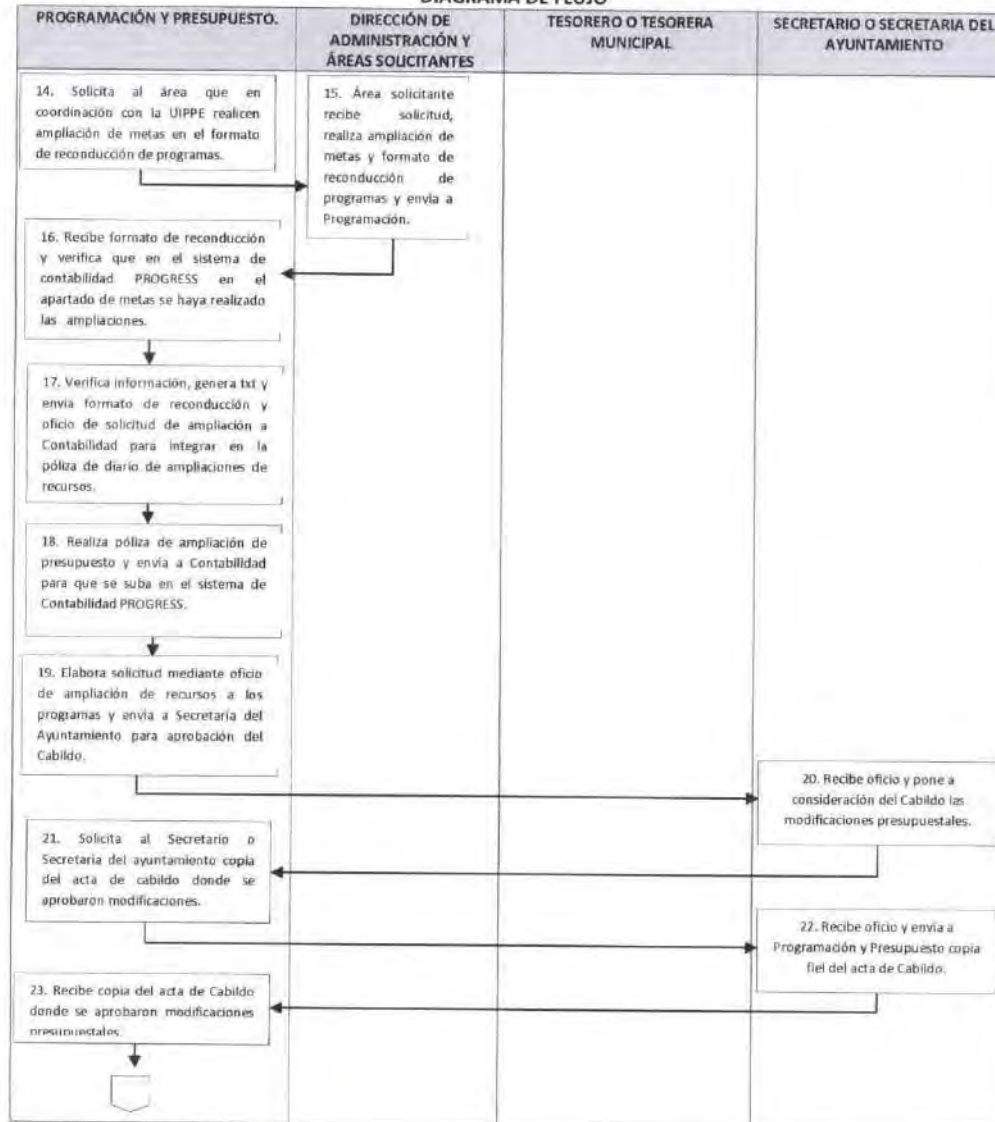 DIAGRAMA DE FLUJO
PROGRAMACIÓN Y PRESUPUESTO.
DIRECCIÓN DE
ADMINISTRACIÓN Y
ÁREAS SOLICITANTES
TESORERO O TESORERA
MUNICIPAL
SECRETARIO O SECRETARIA DEL
AYUNTAMIENTO
14. Solicita al área que en
coordinación con la UIPPE realicen
ampliación de metas en el formato
de reconducción de programas.
15. Área solicitante
recibe solicitud,
realiza ampliación de
metas y formato de
reconducción de
programas y envía a
Programación.
16. Recibe formato de reconducción
y verifica que en el sistema de
contabilidad PROGRESS en el
apartado de metas se haya realizado
las ampliaciones.
17. Verifica información, genera txt y
envía formato de reconducción y
oficio de solicitud de ampliación a
Contabilidad para integrar en la
póliza de diario de ampliaciones de
recursos.
18. Realiza póliza de ampliación de
presupuesto y envía a Contabilidad
para que se suba en el sistema de
Contabilidad PROGRESS.
19. Elabora solicitud mediante oficio
de ampliación de recursos a los
programas y envía a Secretaría del
Ayuntamiento para aprobación del
Cabildo.
20. Recibe oficio y pone a
consideración del Cabildo las
modificaciones presupuestales.
21. Solicita al Secretario o
Secretaria del ayuntamiento copia
del acta de cabildo donde se
aprobaron modificaciones.
22. Recibe oficio y envía a
Programación y Presupuesto copia
fiel del acta de Cabildo.
23. Recibe copia del acta de Cabildo
donde se aprobaron modificaciones
presupuestales.